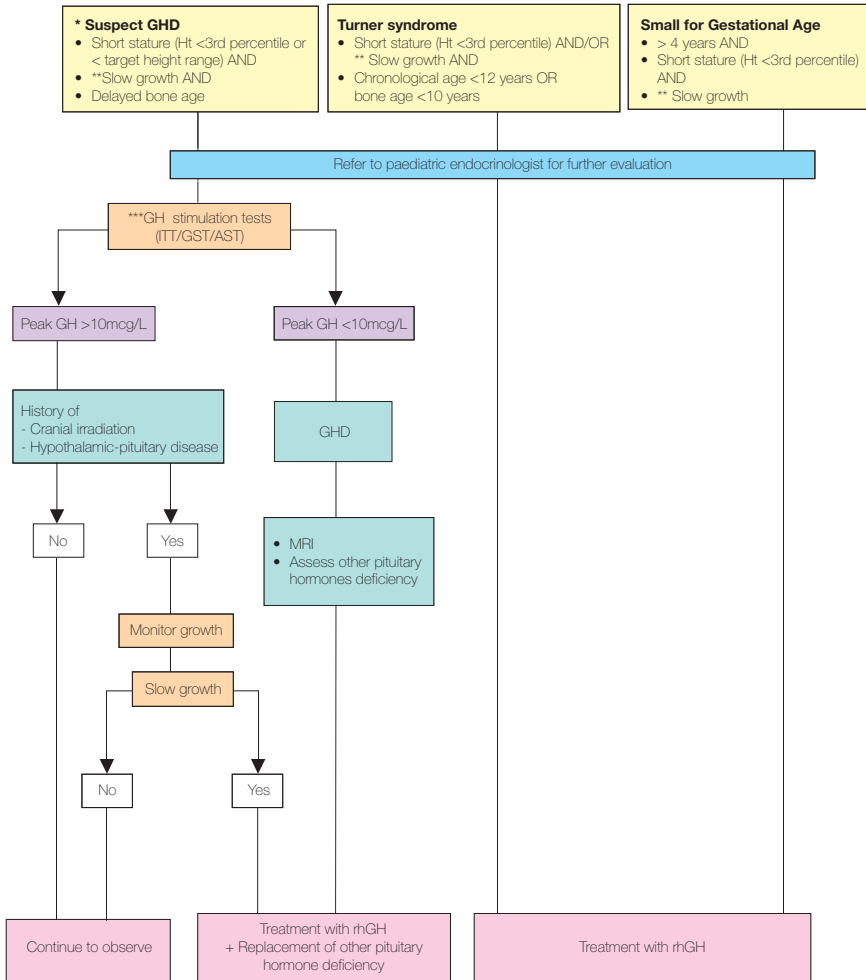 * Suspect GHD
• Short stature (Ht <3rd percentile or
< target height range) AND
• **Slow growth AND
• Delayed bone age
Turner syndrome
• Short stature (Ht <3rd percentile) AND/OR
** Slow growth AND
• Chronological age <12 years OR
bone age <10 years
Small for Gestational Age
• > 4 years AND
• Short stature (Ht <3rd percentile)
AND
• ** Slow growth
Refer to paediatric endocrinologist for further evaluation
***GH stimulation tests
(ITT/GST/AST)
Peak GH >10mcg/L
Peak GH <10mcg/L
History of
- Cranial irradiation
- Hypothalamic-pituitary disease
GHD
No
Yes
• MRI
• Assess other pituitary
hormones deficiency
Monitor growth
Slow growth
No
Yes
Continue to observe
Treatment with rhGH
+ Replacement of other pituitary
hormone deficiency
Treatment with rhGH